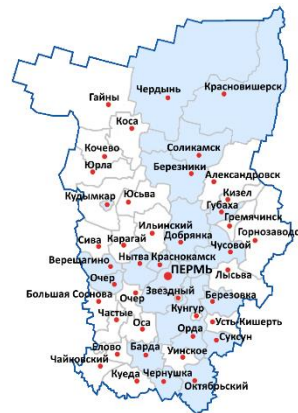 Чердынь
Красновишерск
Гайны
Коса
Кочево
Юрла
Соликамск
Березники
Александровск
Кудымкар
Юсьва
Кизел
Губаха
Гремячинск
Ильинский
Добрянка
Горнозаводс
Сива
Карагай
Чусовой
Верещагино
Нытва
Краснокамск
ПЕРМЬ
Лысьва
Очер
Звездный
Большая Соснова
Очер
Березовка
Частые
Кунгур
Оса
Усть-Кишерть
Орда
Суксун
Елово
Барда
Уинское
Чайковский
Куеда
Чернушка
Октябрьский